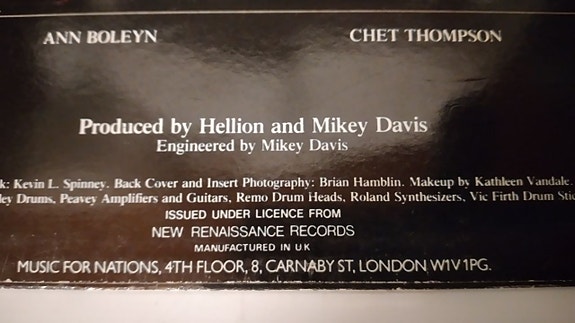 ANN BOLEYN CHET THOMPSON
Produced by Hellion and Mikey Davis
Engineered by Mikey Davis
k: Kevin L. Spinney. Back Cover and Insert Photography: Brian Hamblin. Makeup by Kathleen Vandale.
ley Drums, Peavey Amplifiers and Guitars, Remo Drum Heads, Roland Synthesizers, Vic Firth Drum Stic
ISSUED UNDER LICENCE FROM
NEW RENAISSANCE RECORDS
MANUFACTURED IN U.K
MUSIC FOR NATIONS, 4TH FLOOR, 8, CARNABY ST, LONDON W1V 1PG.